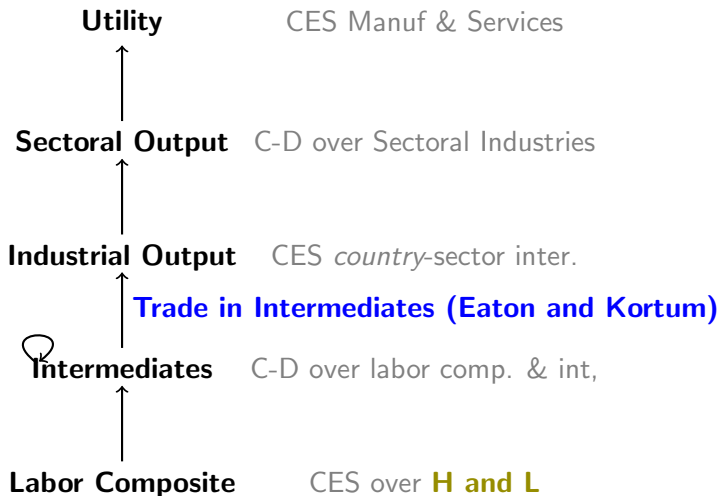 Utility CES Manuf & Services
Sectoral Output C-D over Sectoral Industries
Industrial Output CES country-sector inter.
Trade in Intermediates (Eaton and Kortum)
Intermediates C-D over labor comp. & int,
Labor Composite CES over H and L